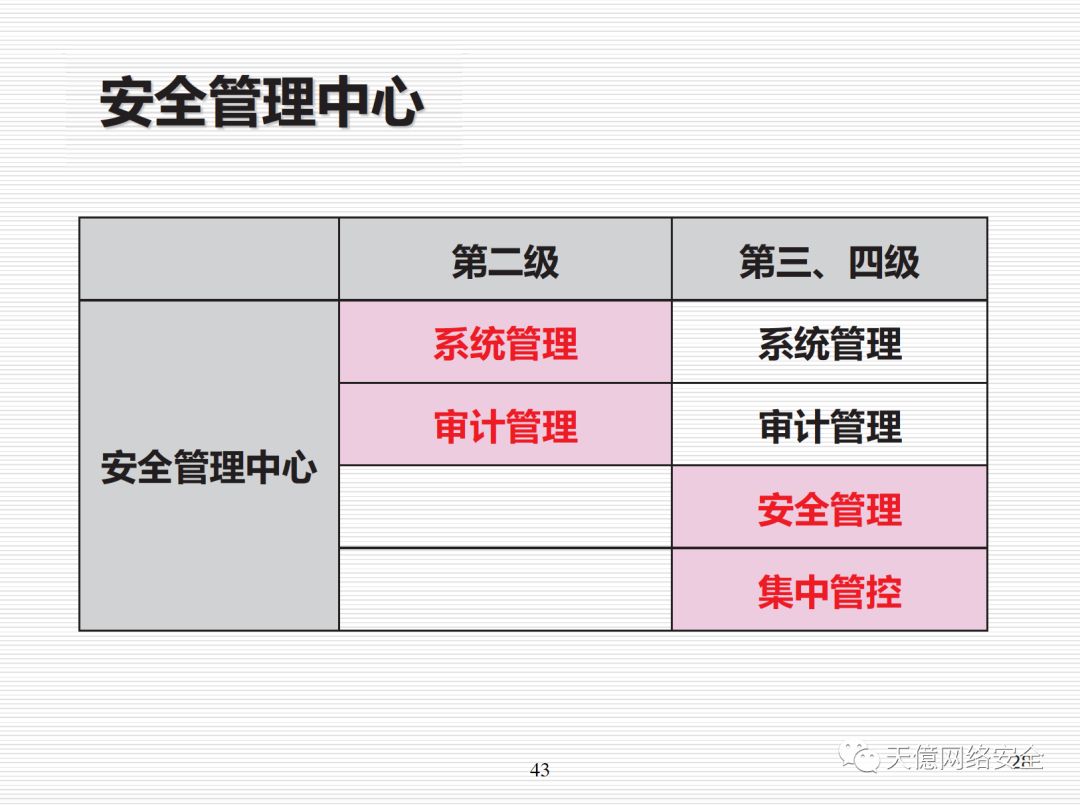 安全管理中心
第二级 第三、四级
系统管理 系统管理
审计管理 审计管理
安全管理中心
安全管理
集中管控
43
天億网络安全